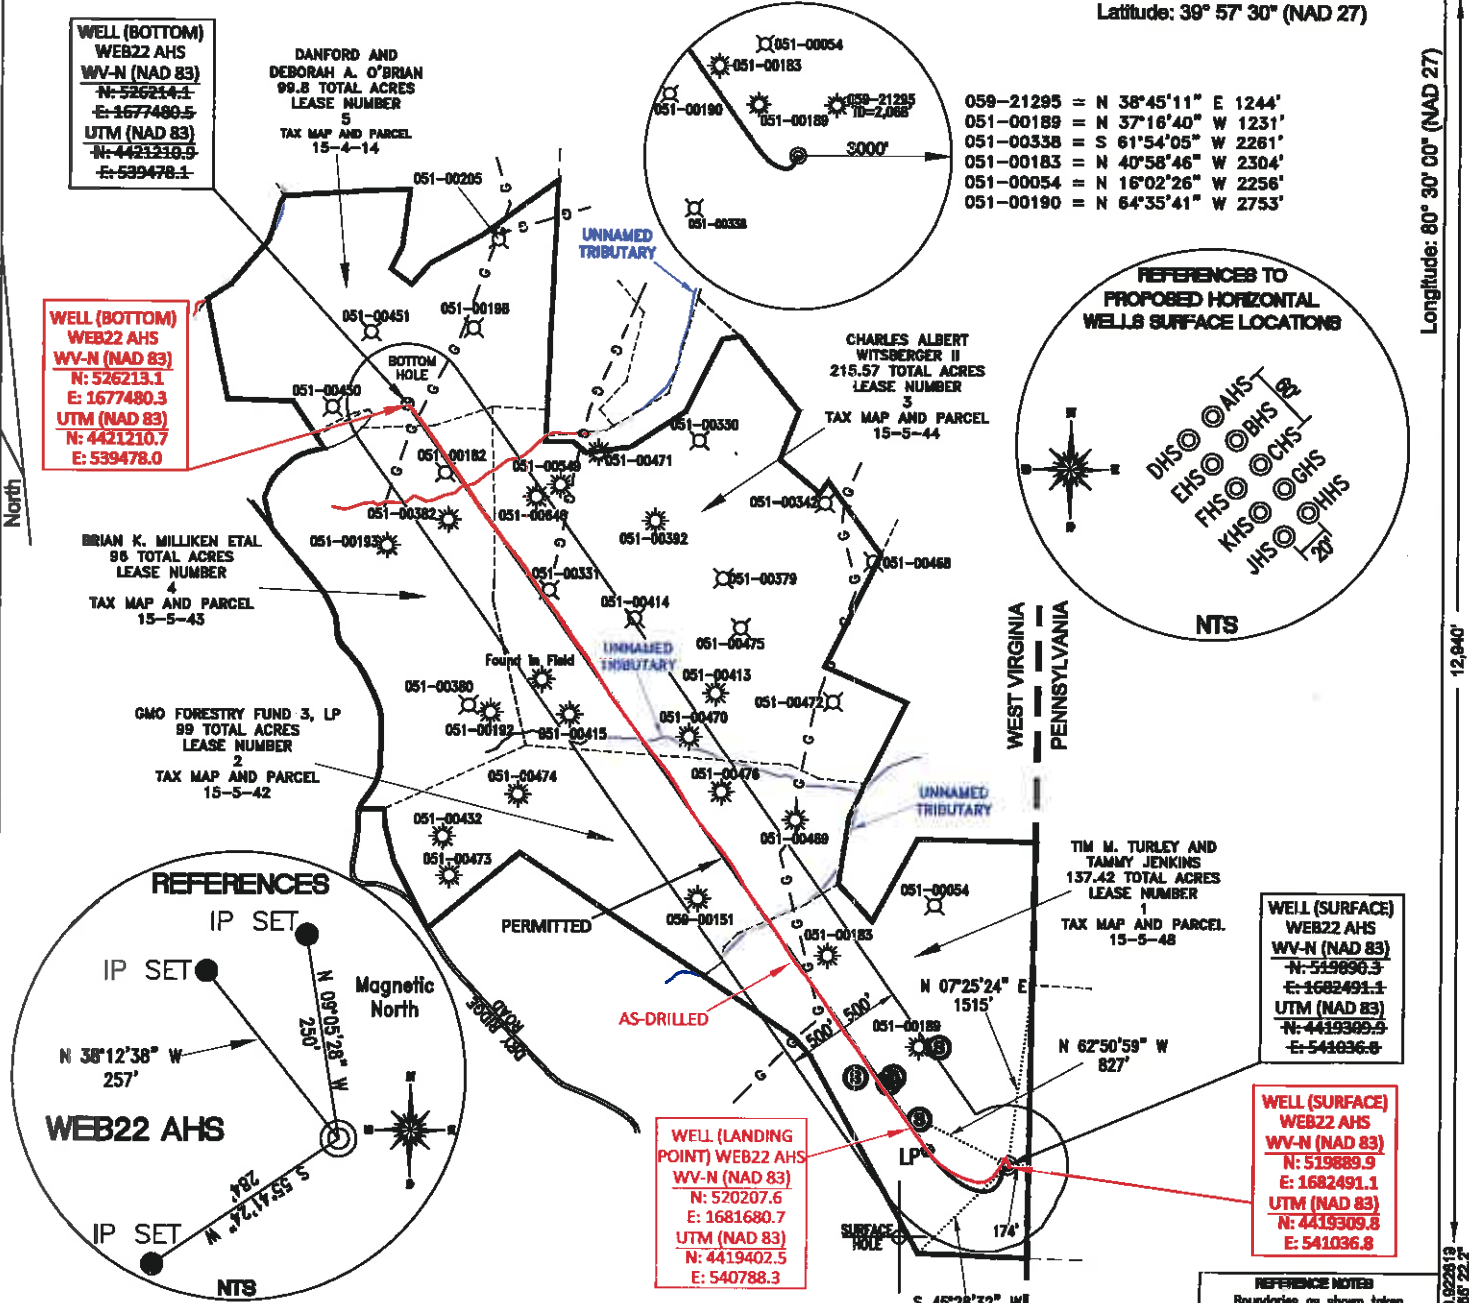 Latitude: 39° 57' 30" (NAD 27)
Longitude: 80° 30' 00" (NAD 27)
12,940'
WELL (BOTTOM)
WEB22 AHS
WV-N (NAD 83)
N: 526214.1
E: 1677480.5
UTM (NAD 83)
N: 4421210.9
E: 539478.1
DANFORD AND
DEBORAH A. O'BRIAN
99.8 TOTAL ACRES
LEASE NUMBER
5
TAX MAP AND PARCEL
15-4-14
051-00054
051-00183
051-00190
051-00189
059-21295
TD=2,068'
3000'
051-00338
059-21295 = N 38°45'11" E 1244'
051-00189 = N 37°16'40" W 1231'
051-00338 = S 61°54'05" W 2261'
051-00183 = N 40°58'46" W 2304'
051-00054 = N 16°02'26" W 2256'
051-00190 = N 64°35'41" W 2753'
REFERENCES TO
PROPOSED HORIZONTAL
WELLS SURFACE LOCATIONS
AHS
BHS
CHS
GHS
HHS
DHS
EHS
FHS
KHS
JHS
60'
20'
NTS
North
WELL (BOTTOM)
WEB22 AHS
WV-N (NAD 83)
N: 526213.1
E: 1677480.3
UTM (NAD 83)
N: 4421210.7
E: 539478.0
051-00205
UNNAMED
TRIBUTARY
051-00451
051-00198
BOTTOM
HOLE
051-00450
CHARLES ALBERT
WITSBERGER II
215.57 TOTAL ACRES
LEASE NUMBER
3
TAX MAP AND PARCEL
15-5-44
051-00330
051-00182
051-00549
051-00471
051-00382
051-00648
051-00342
051-00193
051-00392
BRIAN K. MILLIKEN ETAL
96 TOTAL ACRES
LEASE NUMBER
4
TAX MAP AND PARCEL
15-5-43
051-00331
051-00379
051-00468
051-00414
051-00475
UNNAMED
TRIBUTARY
Found in Field
051-00380
051-00413
051-00472
051-00192
951-00415
051-00470
GMO FORESTRY FUND 3, LP
99 TOTAL ACRES
LEASE NUMBER
2
TAX MAP AND PARCEL
15-5-42
051-00474
051-00476
UNNAMED
TRIBUTARY
051-00432
051-00473
051-00469
WEST VIRGINIA
PENNSYLVANIA
TIM M. TURLEY AND
TAMMY JENKINS
137.42 TOTAL ACRES
LEASE NUMBER
1
TAX MAP AND PARCEL
15-5-48
051-00054
059-00151
PERMITTED
051-00183
AS-DRILLED
500'
500'
051-00189
N 07°25'24" E
1515'
N 62°50'59" W
827'
DRY RIDGE
ROAD
REFERENCES
IP SET
IP SET
Magnetic
North
N 09°05'28" W
250'
N 38°12'38" W
257'
WEB22 AHS
S 55°41'24" W
284'
IP SET
NTS
WELL (SURFACE)
WEB22 AHS
WV-N (NAD 83)
N: 519890.3
E: 1682491.1
UTM (NAD 83)
N: 4419309.9
E: 541036.8
WELL (LANDING
POINT) WEB22 AHS
WV-N (NAD 83)
N: 520207.6
E: 1681680.7
UTM (NAD 83)
N: 4419402.5
E: 540788.3
LP
SURFACE
HOLE
174'
WELL (SURFACE)
WEB22 AHS
WV-N (NAD 83)
N: 519889.9
E: 1682491.1
UTM (NAD 83)
N: 4419309.8
E: 541036.8
REFERENCE NOTES